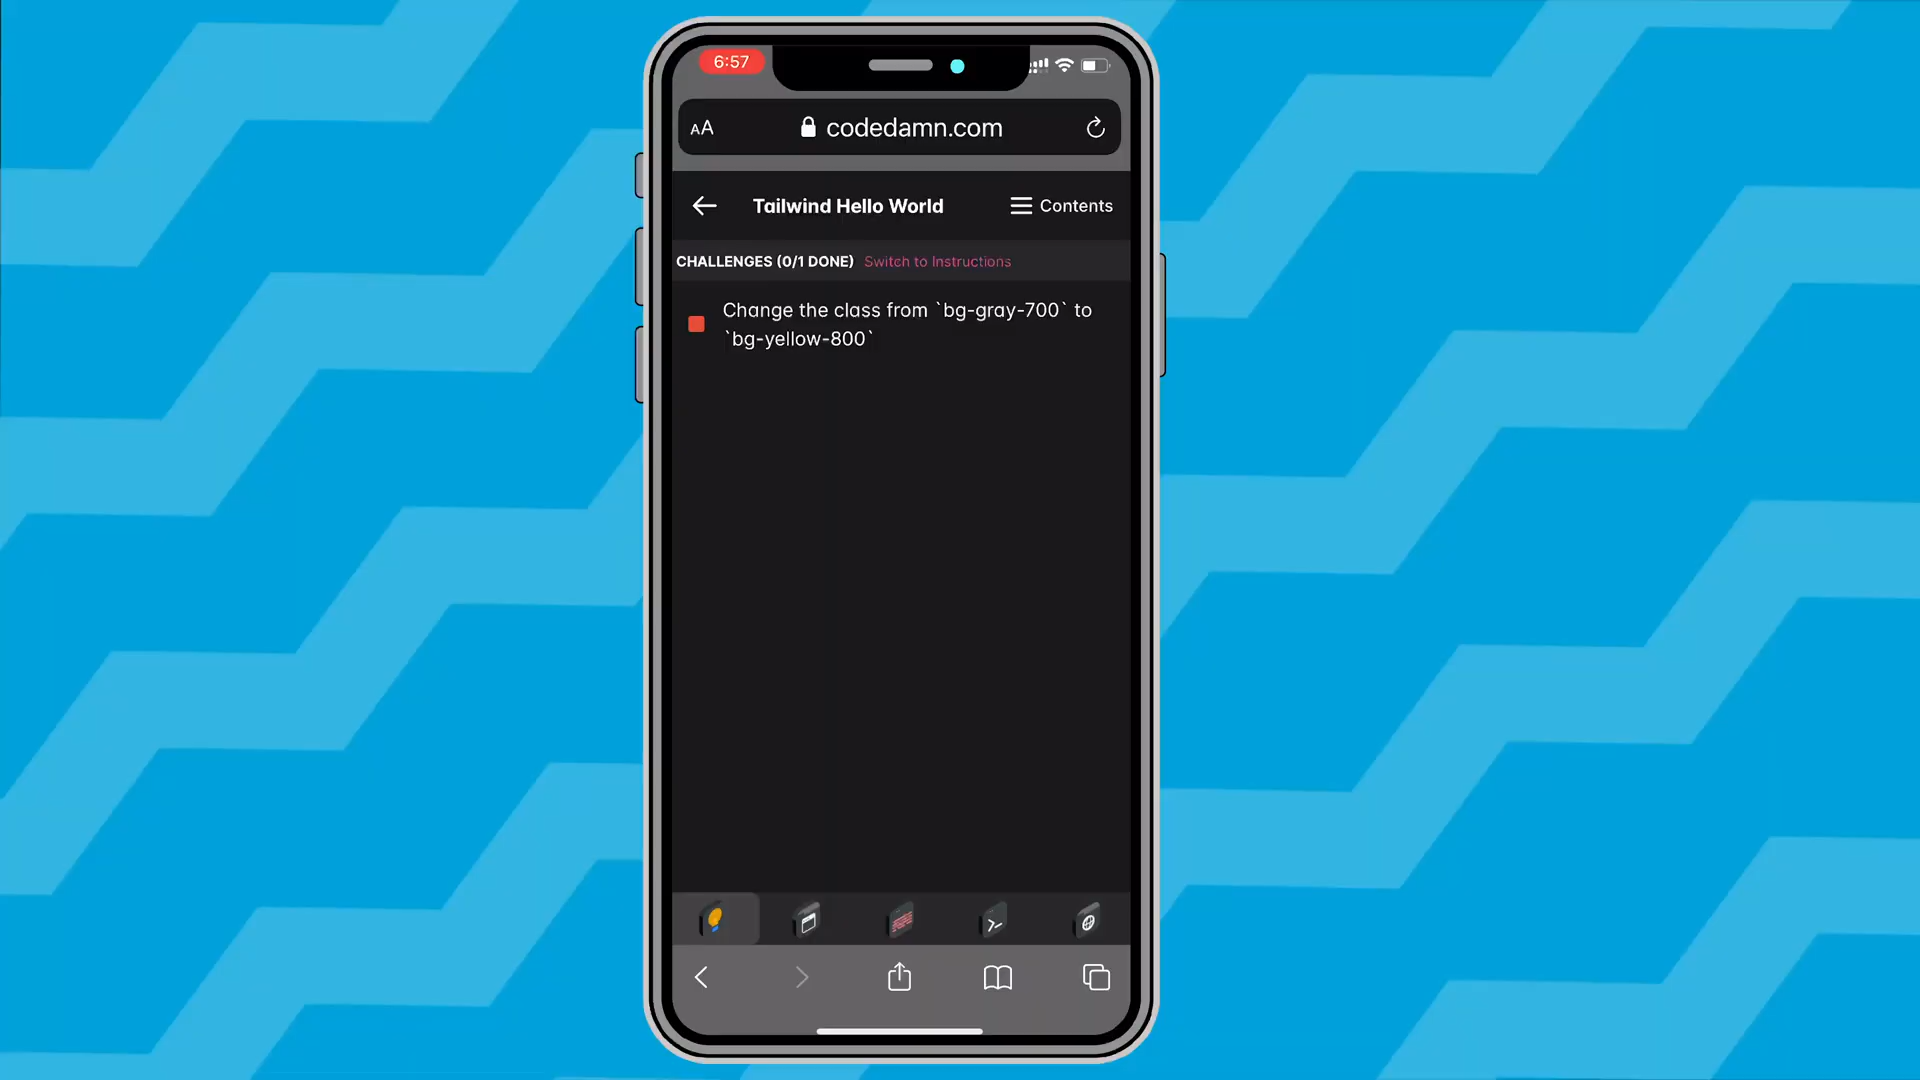 6:57
AA codedamn.com
Tailwind Hello World Contents
CHALLENGES (0/1 DONE) Switch to Instructions
Change the class from `bg-gray-700` to
`bg-yellow-800`